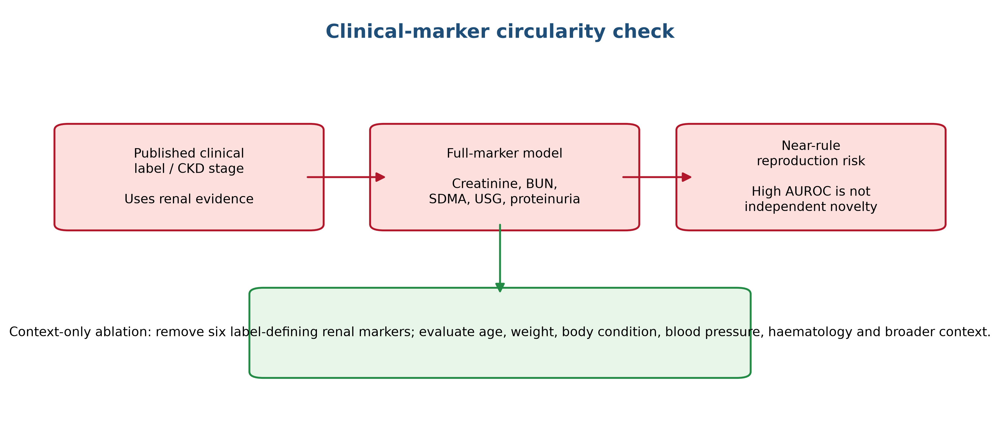 Clinical-marker circularity check
Published clinical
label / CKD stage
Uses renal evidence
Full-marker model
Creatinine, BUN,
SDMA, USG, proteinuria
Near-rule
reproduction risk
High AUROC is not
independent novelty
Context-only ablation: remove six label-defining renal markers; evaluate age, weight, body condition, blood pressure, haematology and broader context.